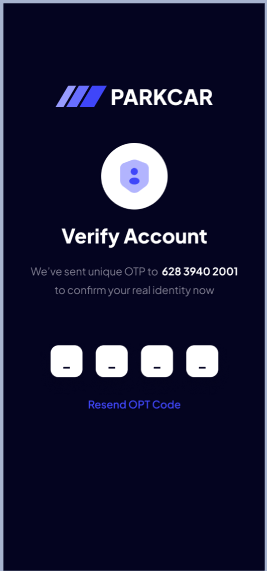 PARKCAR
Verify Account
We've sent unique OTP to 628 3940 2001
to confirm your real identity now
_ _ _ _
Resend OPT Code